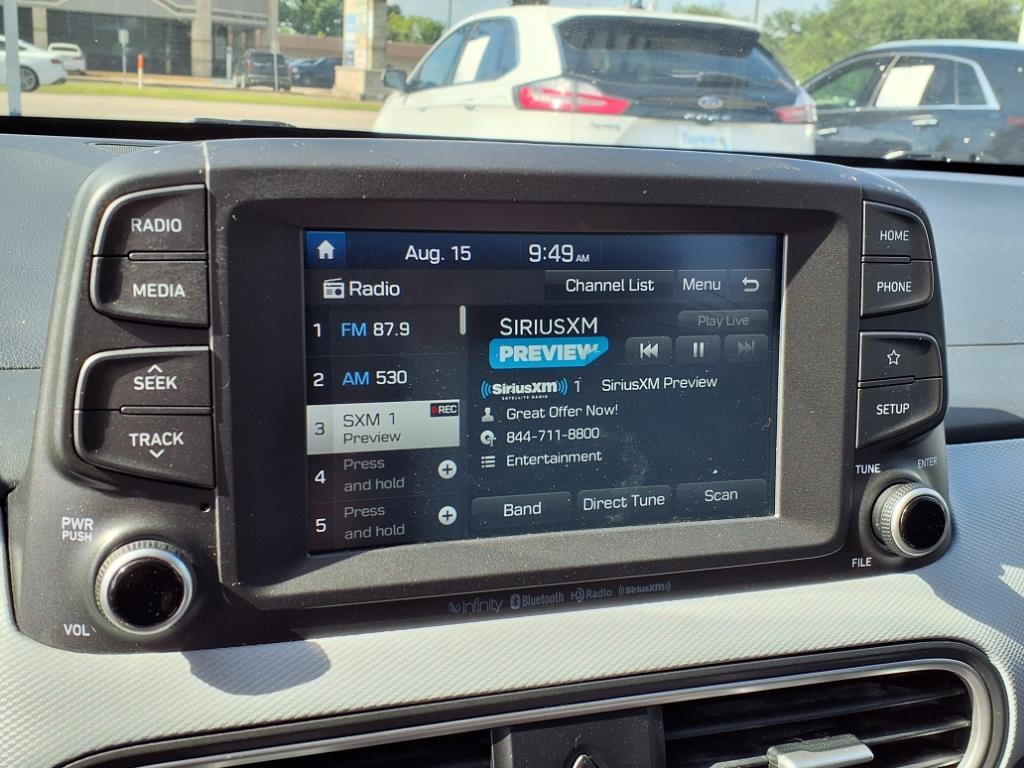 RADIO
MEDIA
SEEK
TRACK
PWR
PUSH
VOL
Aug. 15 9:49 AM
Radio Channel List Menu
1 FM 87.9
2 AM 530
3 SXM 1 REC
Preview
4 Press
and hold
5 Press
and hold
SIRIUSXM
PREVIEW
Play Live
SiriusXM 1 SiriusXM Preview
SATELLITE RADIO
Great Offer Now!
844-711-8800
Entertainment
Band Direct Tune Scan
HOME
PHONE
SETUP
TUNE ENTER
FILE
infinity Bluetooth HD Radio SiriusXM